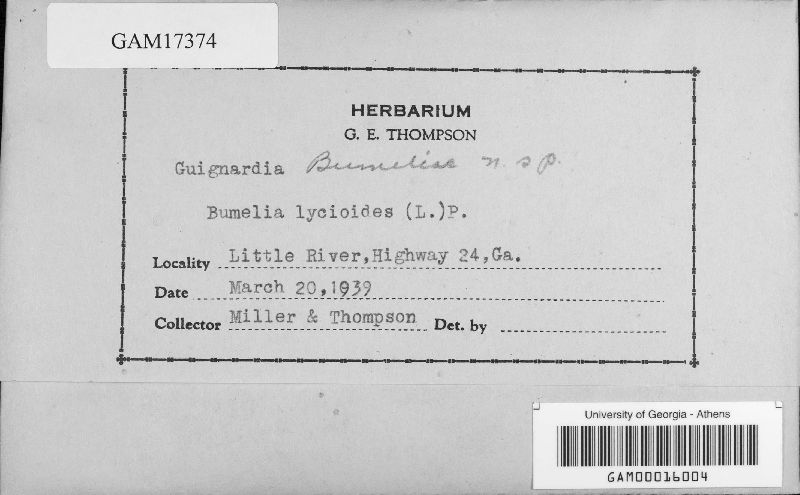 GAM17374
HERBARIUM
G. E. THOMPSON
Guignardia Bumeliae n. sp.
Bumelia lycioides (L.)P.
Locality Little River,Highway 24,Ga.
Date March 20,1939
Collector Miller & Thompson Det. by
University of Georgia - Athens
GAM00016004